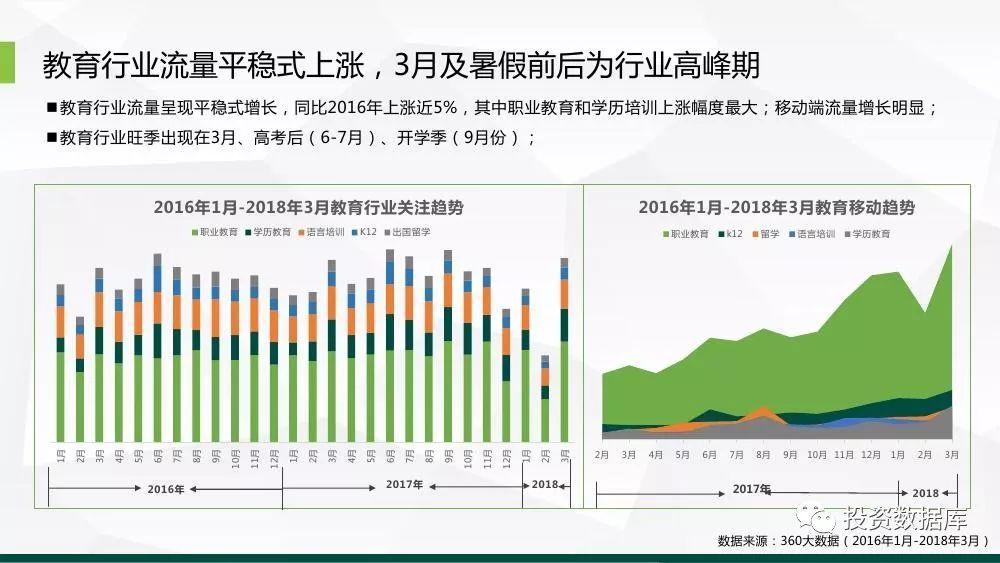 教育行业流量平稳式上涨，3月及暑假前后为行业高峰期
■教育行业流量呈现平稳式增长，同比2016年上涨近5%，其中职业教育和学历培训上涨幅度最大；移动端流量增长明显；
■教育行业旺季出现在3月、高考后（6-7月）、开学季（9月份）；
2016年1月-2018年3月教育行业关注趋势
职业教育 学历教育 语言培训 K12 出国留学
1月 2月 3月 4月 5月 6月 7月 8月 9月 10月 11月 12月 1月 2月 3月 4月 5月 6月 7月 8月 9月 10月 11月 12月 1月 2月 3月
2016年 2017年 2018
2016年1月-2018年3月教育移动趋势
职业教育 k12 留学 语言培训 学历教育
2月 3月 4月 5月 6月 7月 8月 9月 10月 11月 12月 1月 2月 3月
2017年 2018
投资数据库
数据来源：360大数据（2016年1月-2018年3月）